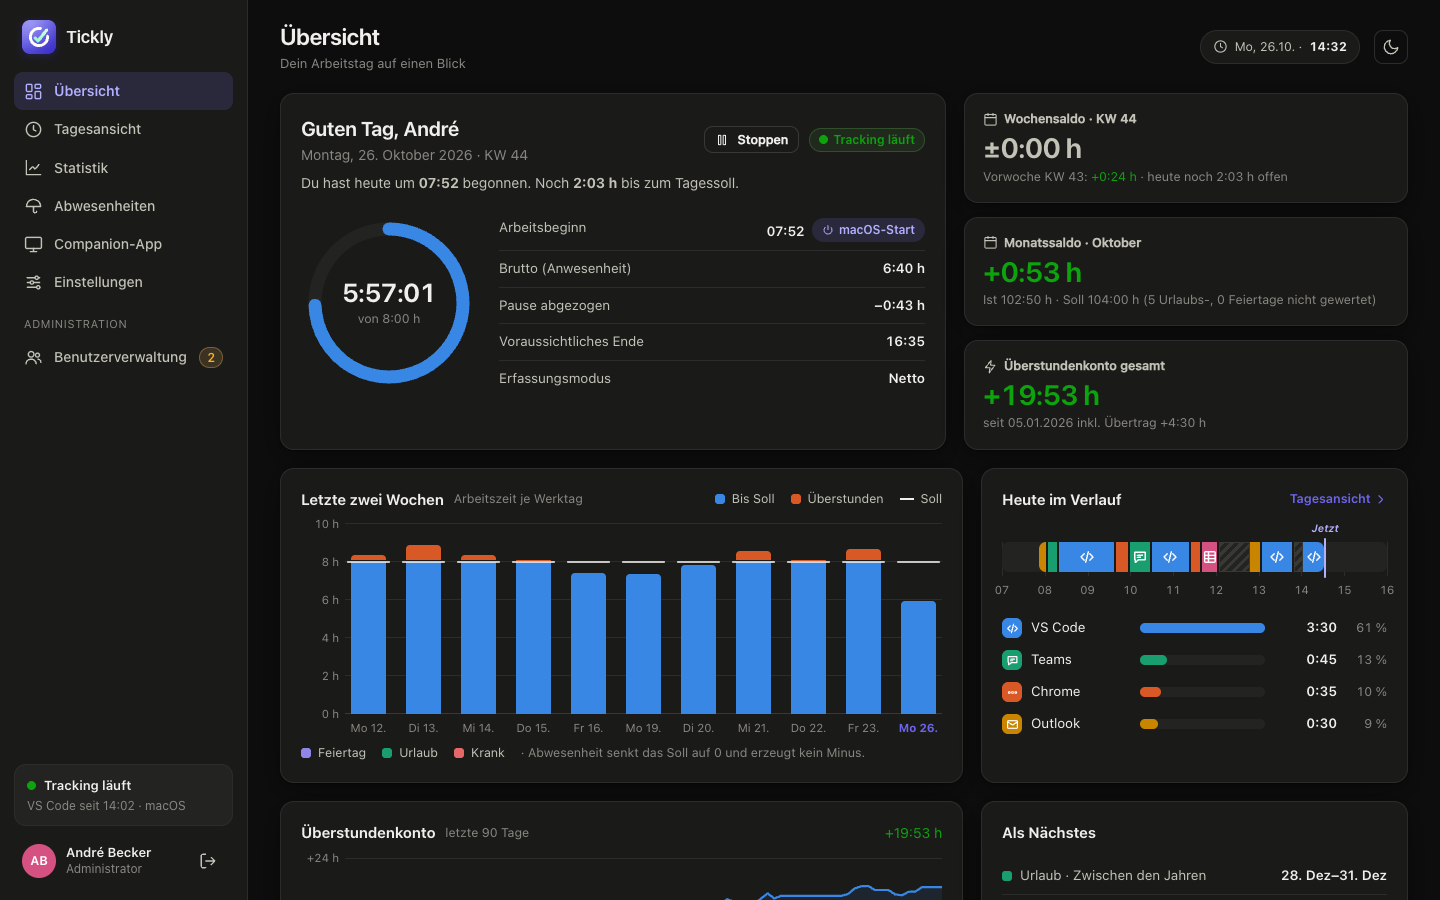 Tickly
Übersicht
Tagesansicht
Statistik
Abwesenheiten
Companion-App
Einstellungen
ADMINISTRATION
Benutzerverwaltung 2
Tracking läuft
VS Code seit 14:02 · macOS
AB
André Becker
Administrator
Übersicht
Dein Arbeitstag auf einen Blick
Mo, 26.10. · 14:32
Guten Tag, André
Montag, 26. Oktober 2026 · KW 44
Stoppen
Tracking läuft
Du hast heute um 07:52 begonnen. Noch 2:03 h bis zum Tagessoll.
5:57:01
von 8:00 h
Arbeitsbeginn 07:52 macOS-Start
Brutto (Anwesenheit) 6:40 h
Pause abgezogen −0:43 h
Voraussichtliches Ende 16:35
Erfassungsmodus Netto
Wochensaldo · KW 44
±0:00 h
Vorwoche KW 43: +0:24 h · heute noch 2:03 h offen
Monatssaldo · Oktober
+0:53 h
Ist 102:50 h · Soll 104:00 h (5 Urlaubs-, 0 Feiertage nicht gewertet)
Überstundenkonto gesamt
+19:53 h
seit 05.01.2026 inkl. Übertrag +4:30 h
Letzte zwei Wochen Arbeitszeit je Werktag
Bis Soll Überstunden Soll
10 h
8 h
6 h
4 h
2 h
0 h
Mo 12. Di 13. Mi 14. Do 15. Fr 16. Mo 19. Di 20. Mi 21. Do 22. Fr 23. Mo 26.
Feiertag Urlaub Krank · Abwesenheit senkt das Soll auf 0 und erzeugt kein Minus.
Heute im Verlauf
Tagesansicht
Jetzt
07 08 09 10 11 12 13 14 15 16
VS Code 3:30 61 %
Teams 0:45 13 %
Chrome 0:35 10 %
Outlook 0:30 9 %
Überstundenkonto letzte 90 Tage +19:53 h
+24 h
Als Nächstes
Urlaub · Zwischen den Jahren 28. Dez–31. Dez